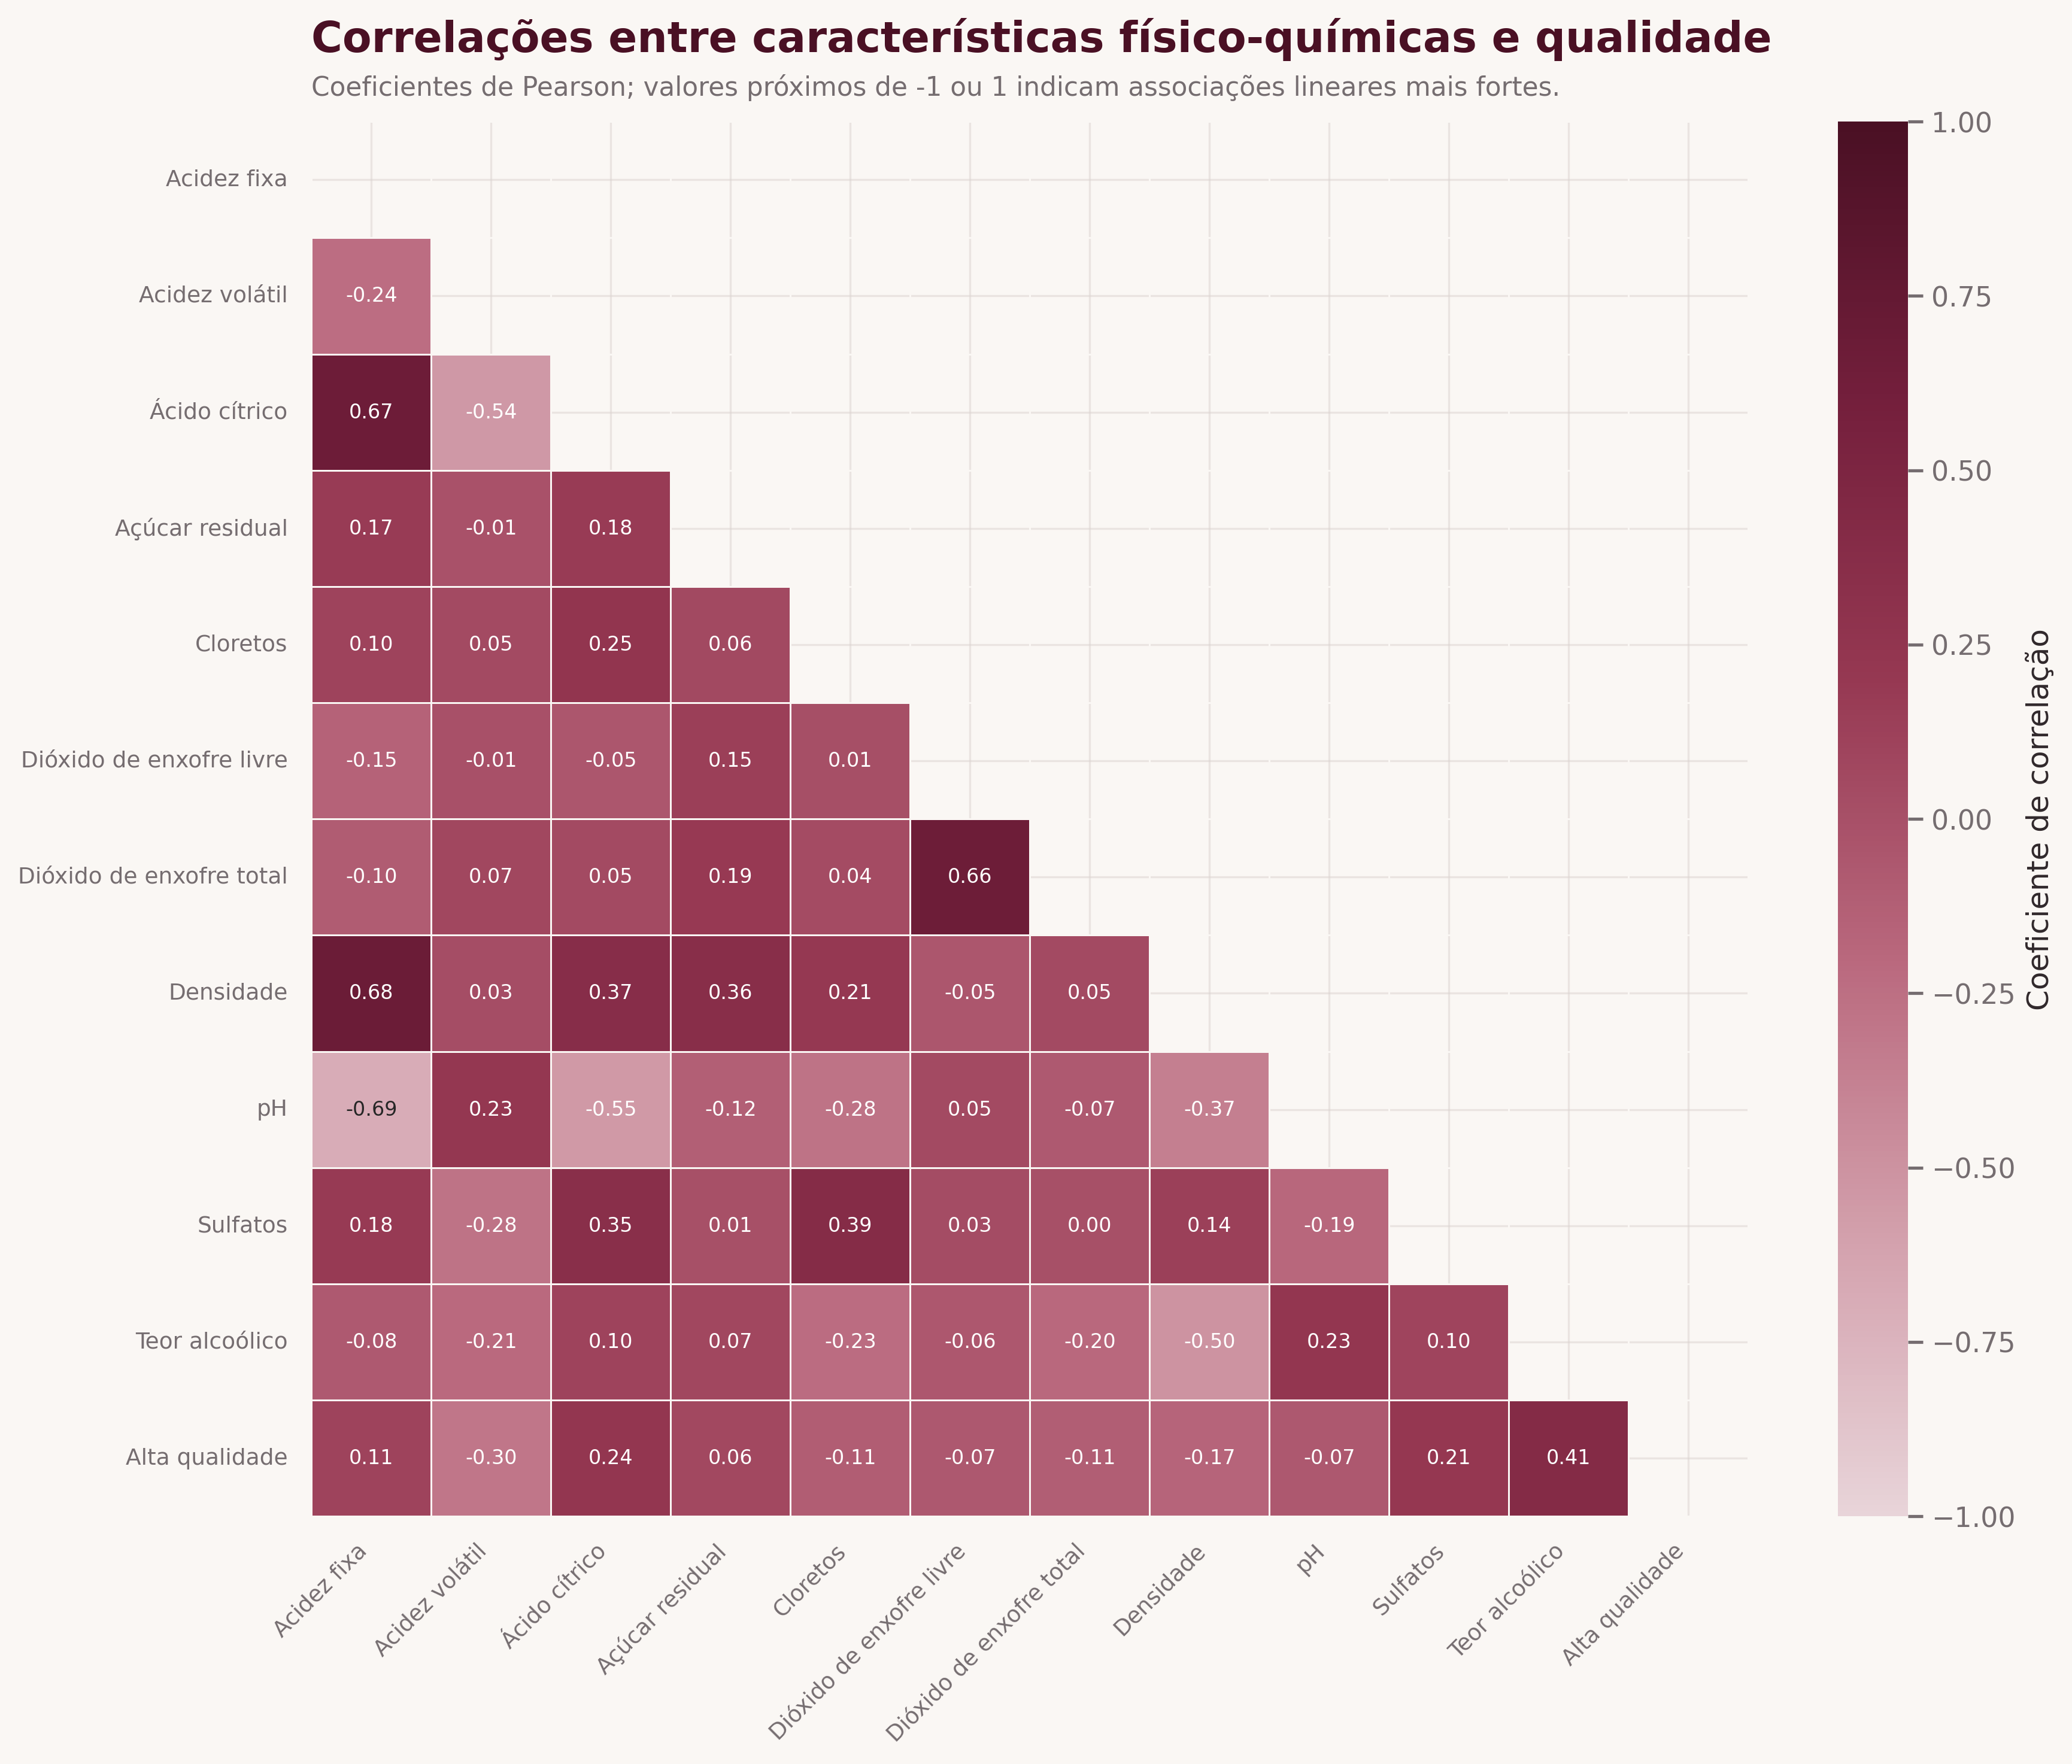 Correlações entre características físico-químicas e qualidade
Coeficientes de Pearson; valores próximos de -1 ou 1 indicam associações lineares mais fortes.
Acidez fixa
Acidez volátil -0.24
Ácido cítrico 0.67 -0.54
Açúcar residual 0.17 -0.01 0.18
Cloretos 0.10 0.05 0.25 0.06
Dióxido de enxofre livre -0.15 -0.01 -0.05 0.15 0.01
Dióxido de enxofre total -0.10 0.07 0.05 0.19 0.04 0.66
Densidade 0.68 0.03 0.37 0.36 0.21 -0.05 0.05
pH -0.69 0.23 -0.55 -0.12 -0.28 0.05 -0.07 -0.37
Sulfatos 0.18 -0.28 0.35 0.01 0.39 0.03 0.00 0.14 -0.19
Teor alcoólico -0.08 -0.21 0.10 0.07 -0.23 -0.06 -0.20 -0.50 0.23 0.10
Alta qualidade 0.11 -0.30 0.24 0.06 -0.11 -0.07 -0.11 -0.17 -0.07 0.21 0.41
Acidez fixa
Acidez volátil
Ácido cítrico
Açúcar residual
Cloretos
Dióxido de enxofre livre
Dióxido de enxofre total
Densidade
pH
Sulfatos
Teor alcoólico
Alta qualidade
1.00
0.75
0.50
0.25
0.00
−0.25
−0.50
−0.75
−1.00
Coeficiente de correlação